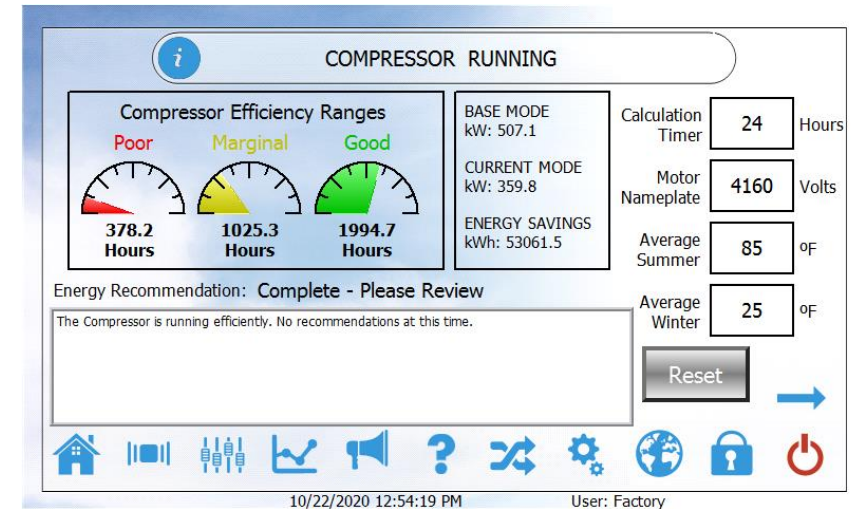 i
COMPRESSOR RUNNING
Compressor Efficiency Ranges
Poor
Marginal
Good
378.2
Hours
1025.3
Hours
1994.7
Hours
BASE MODE
kW: 507.1
CURRENT MODE
kW: 359.8
ENERGY SAVINGS
kWh: 53061.5
Calculation
Timer
24
Hours
Motor
Nameplate
4160
Volts
Average
Summer
85
ºF
Average
Winter
25
ºF
Energy Recommendation: Complete - Please Review
The Compressor is running efficiently. No recommendations at this time.
Reset
?
10/22/2020 12:54:19 PM
User: Factory